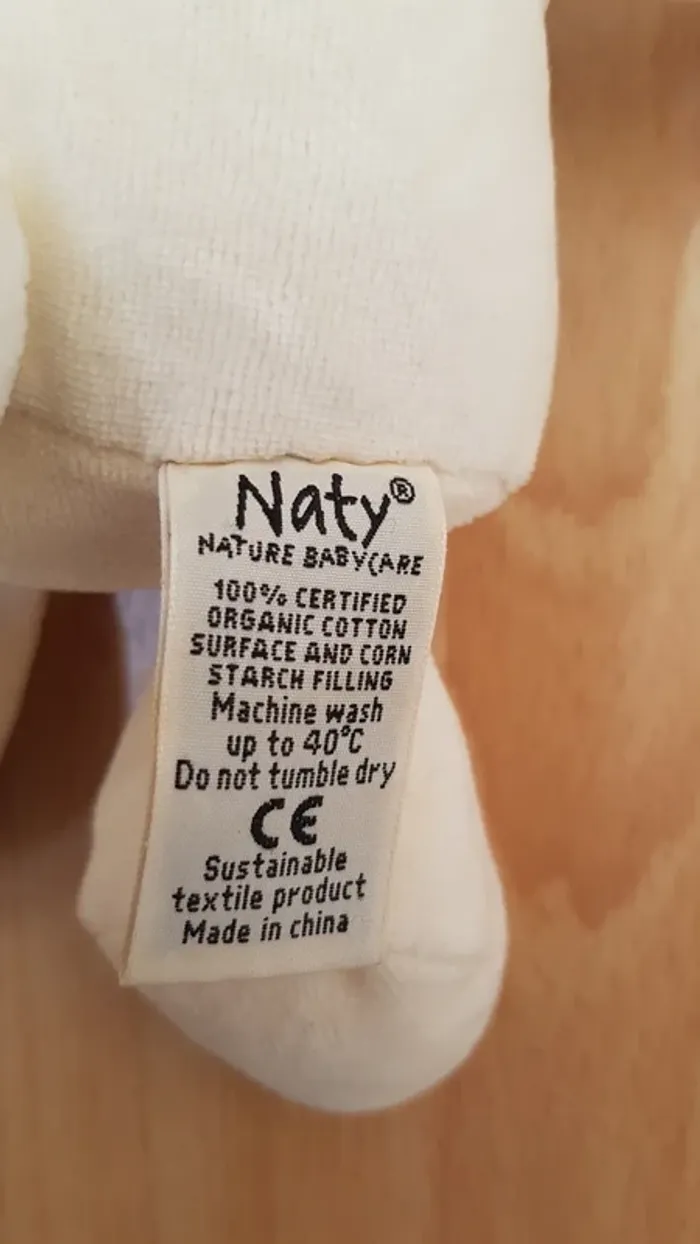 Naty®
NATURE BABYCARE
100% CERTIFIED
ORGANIC COTTON
SURFACE AND CORN
STARCH FILLING
Machine wash
up to 40°C
Do not tumble dry
CE
Sustainable
textile product
Made in china